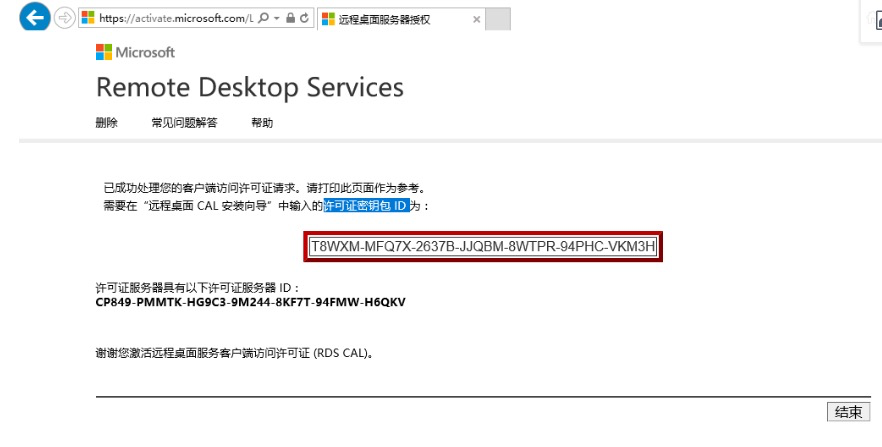 https://activate.microsoft.com/L
远程桌面服务器授权
Microsoft
Remote Desktop Services
删除 常见问题解答 帮助
已成功处理您的客户端访问许可证请求。请打印此页面作为参考。
需要在“远程桌面 CAL 安装向导”中输入的许可证密钥包 ID 为：
T8WXM-MFQ7X-2637B-JJQBM-8WTPR-94PHC-VKM3H
许可证服务器具有以下许可证服务器 ID：
CP849-PMMTK-HG9C3-9M244-8KF7T-94FMW-H6QKV
谢谢您激活远程桌面服务客户端访问许可证 (RDS CAL)。
结束